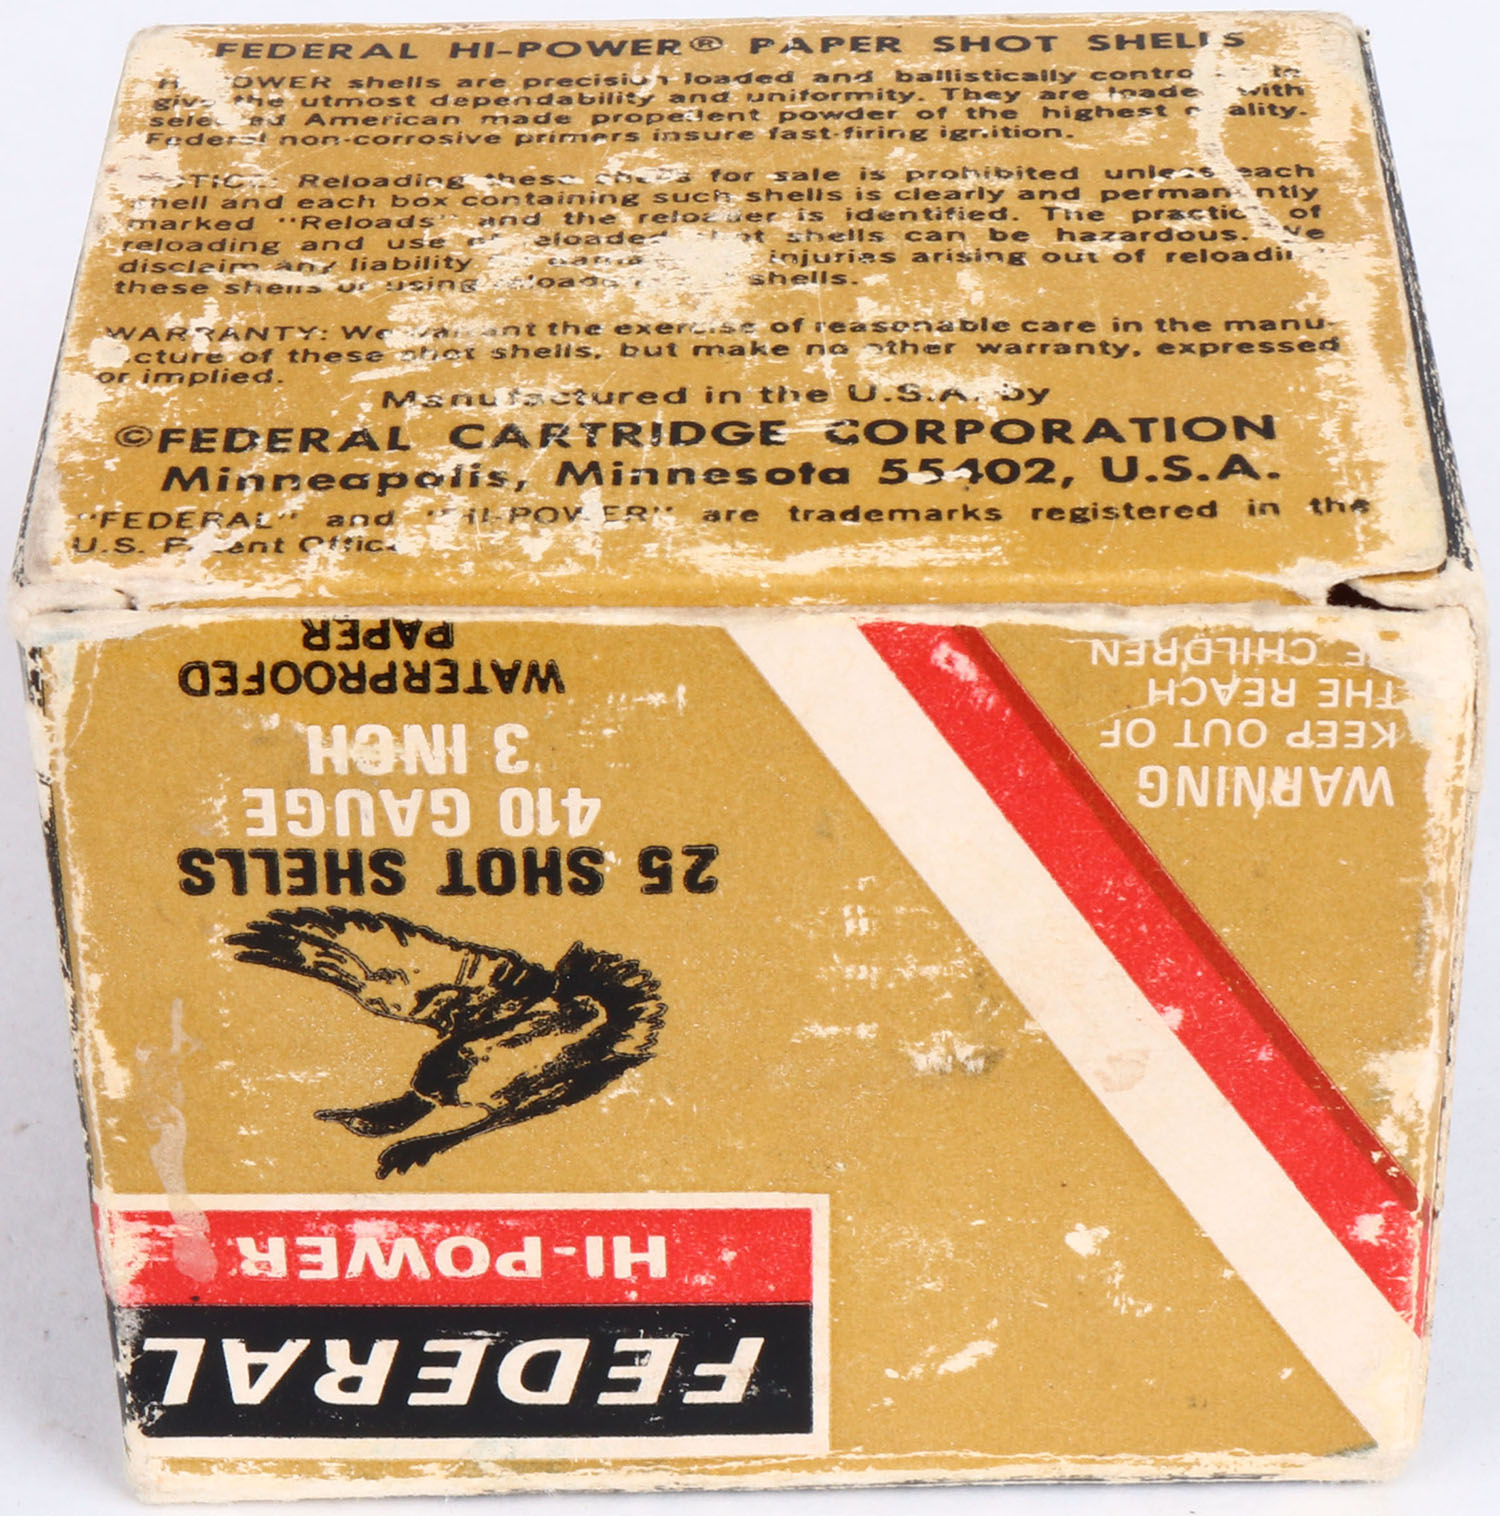 FEDERAL HI-POWER® PAPER SHOT SHELLS
shells are precision loaded and ballistically
give the utmost dependability and uniformity. They are loaded with
selected American made propellent powder of the highest quality.
Federal non-corrosive primers insure fast-firing ignition.
NOTICE: Reloading these shells for sale is prohibited unless each
shell and each box containing such shells is clearly and permanently
marked "Reloads" and the reloader is identified. The practice of
reloading and use of reloaded shot shells can be hazardous. We
disclaim any liability injuries arising out of reloading
these shells or using shells.
WARRANTY: We warrant the exercise of reasonable care in the manu-
facture of these shot shells, but make no other warranty, expressed
or implied.
Manufactured in the U.S.A. by
©FEDERAL CARTRIDGE CORPORATION
Minneapolis, Minnesota 55402, U.S.A.
"FEDERAL" and "HI-POWER" are trademarks registered in the
U.S. Patent Office.
FEDERAL
HI-POWER
25 SHOT SHELLS
410 GAUGE
3 INCH
WATERPROOFED
PAPER
WARNING
KEEP OUT OF
THE REACH
CHILDREN